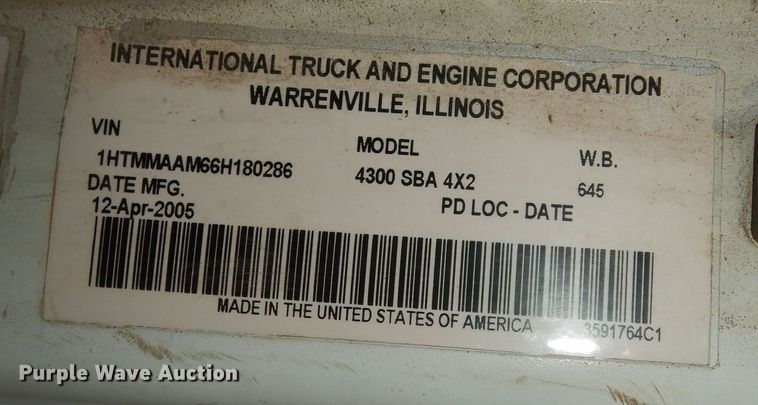 INTERNATIONAL TRUCK AND ENGINE CORPORATION
WARRENVILLE, ILLINOIS
VIN MODEL W.B.
1HTMMAAM66H180286 4300 SBA 4X2 645
DATE MFG. PD LOC - DATE
12-Apr-2005
MADE IN THE UNITED STATES OF AMERICA 3591764C1
Purple Wave Auction